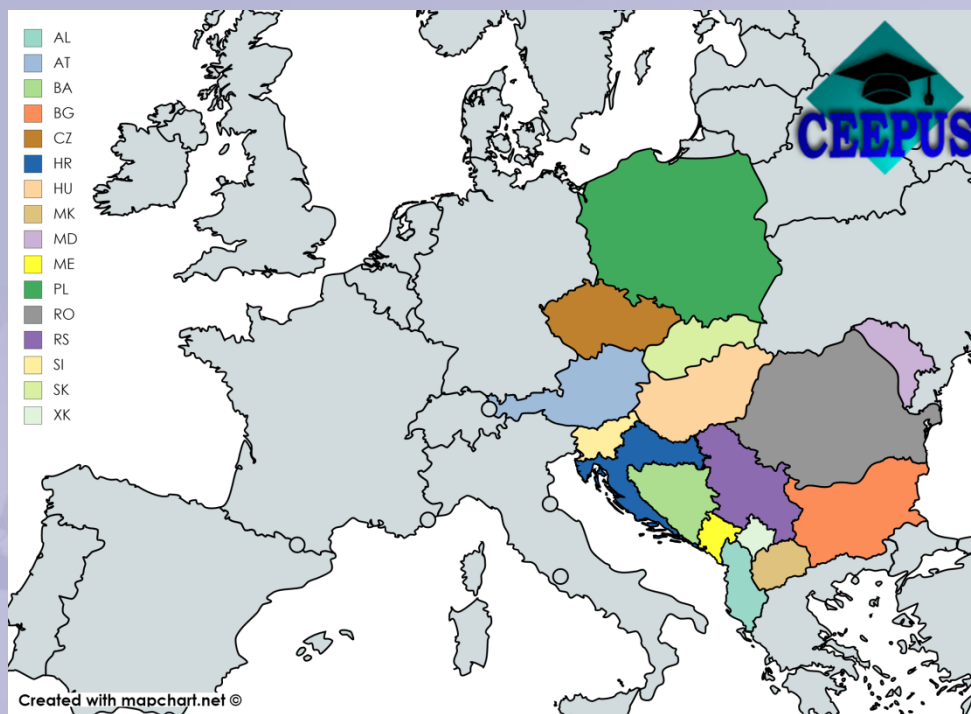 AL
AT
BA
BG
CZ
HR
HU
MK
MD
ME
PL
RO
RS
SI
SK
XK
CEEPUS
Created with mapchart.net ©